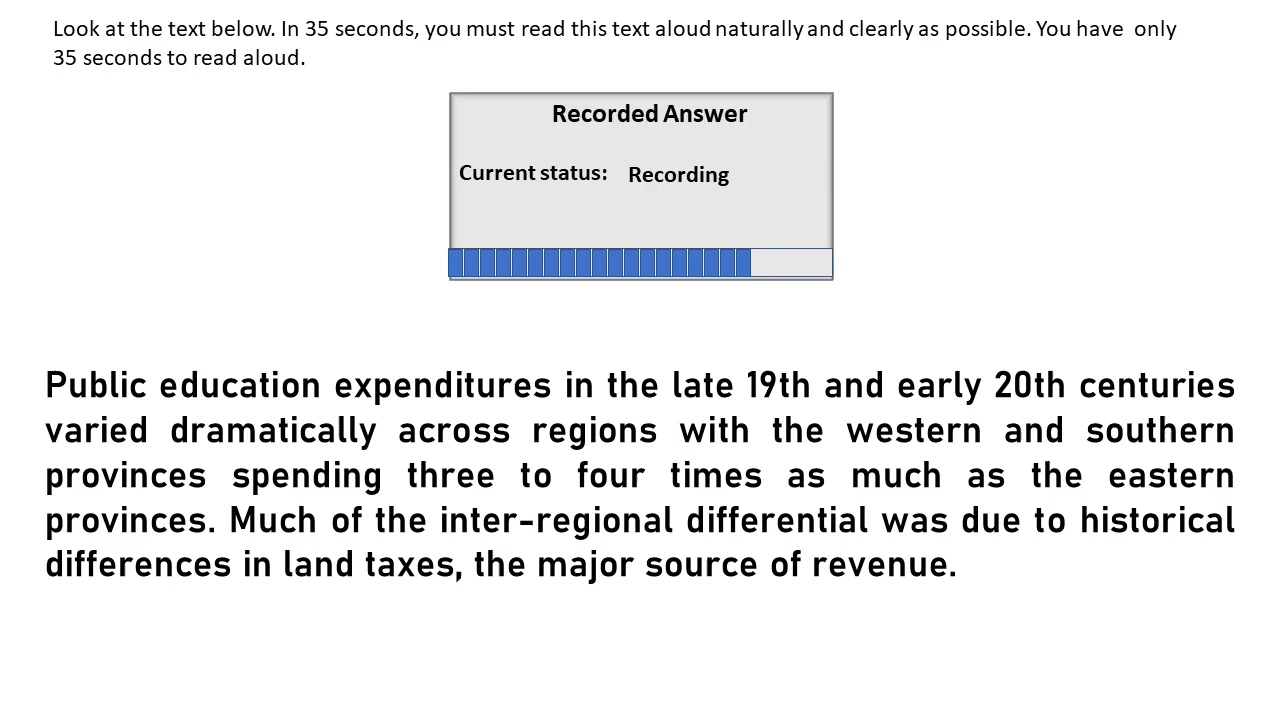 Look at the text below. In 35 seconds, you must read this text aloud naturally and clearly as possible. You have only
35 seconds to read aloud.
Recorded Answer
Current status: Recording
Public education expenditures in the late 19th and early 20th centuries
varied dramatically across regions with the western and southern
provinces spending three to four times as much as the eastern
provinces. Much of the inter-regional differential was due to historical
differences in land taxes, the major source of revenue.